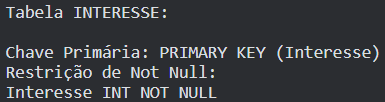 Tabela INTERESSE:
Chave Primária: PRIMARY KEY (Interesse)
Restrição de Not Null:
Interesse INT NOT NULL